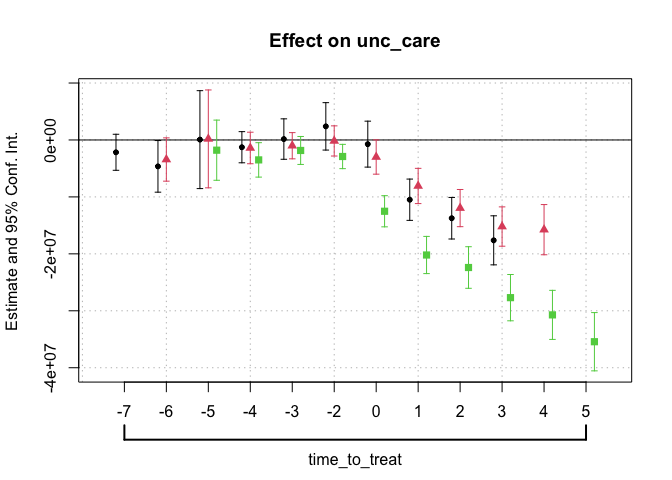 Effect on unc_care
Estimate and 95% Conf. Int.
0e+00
-2e+07
-4e+07
-7 -6 -5 -4 -3 -2 0 1 2 3 4 5
time_to_treat